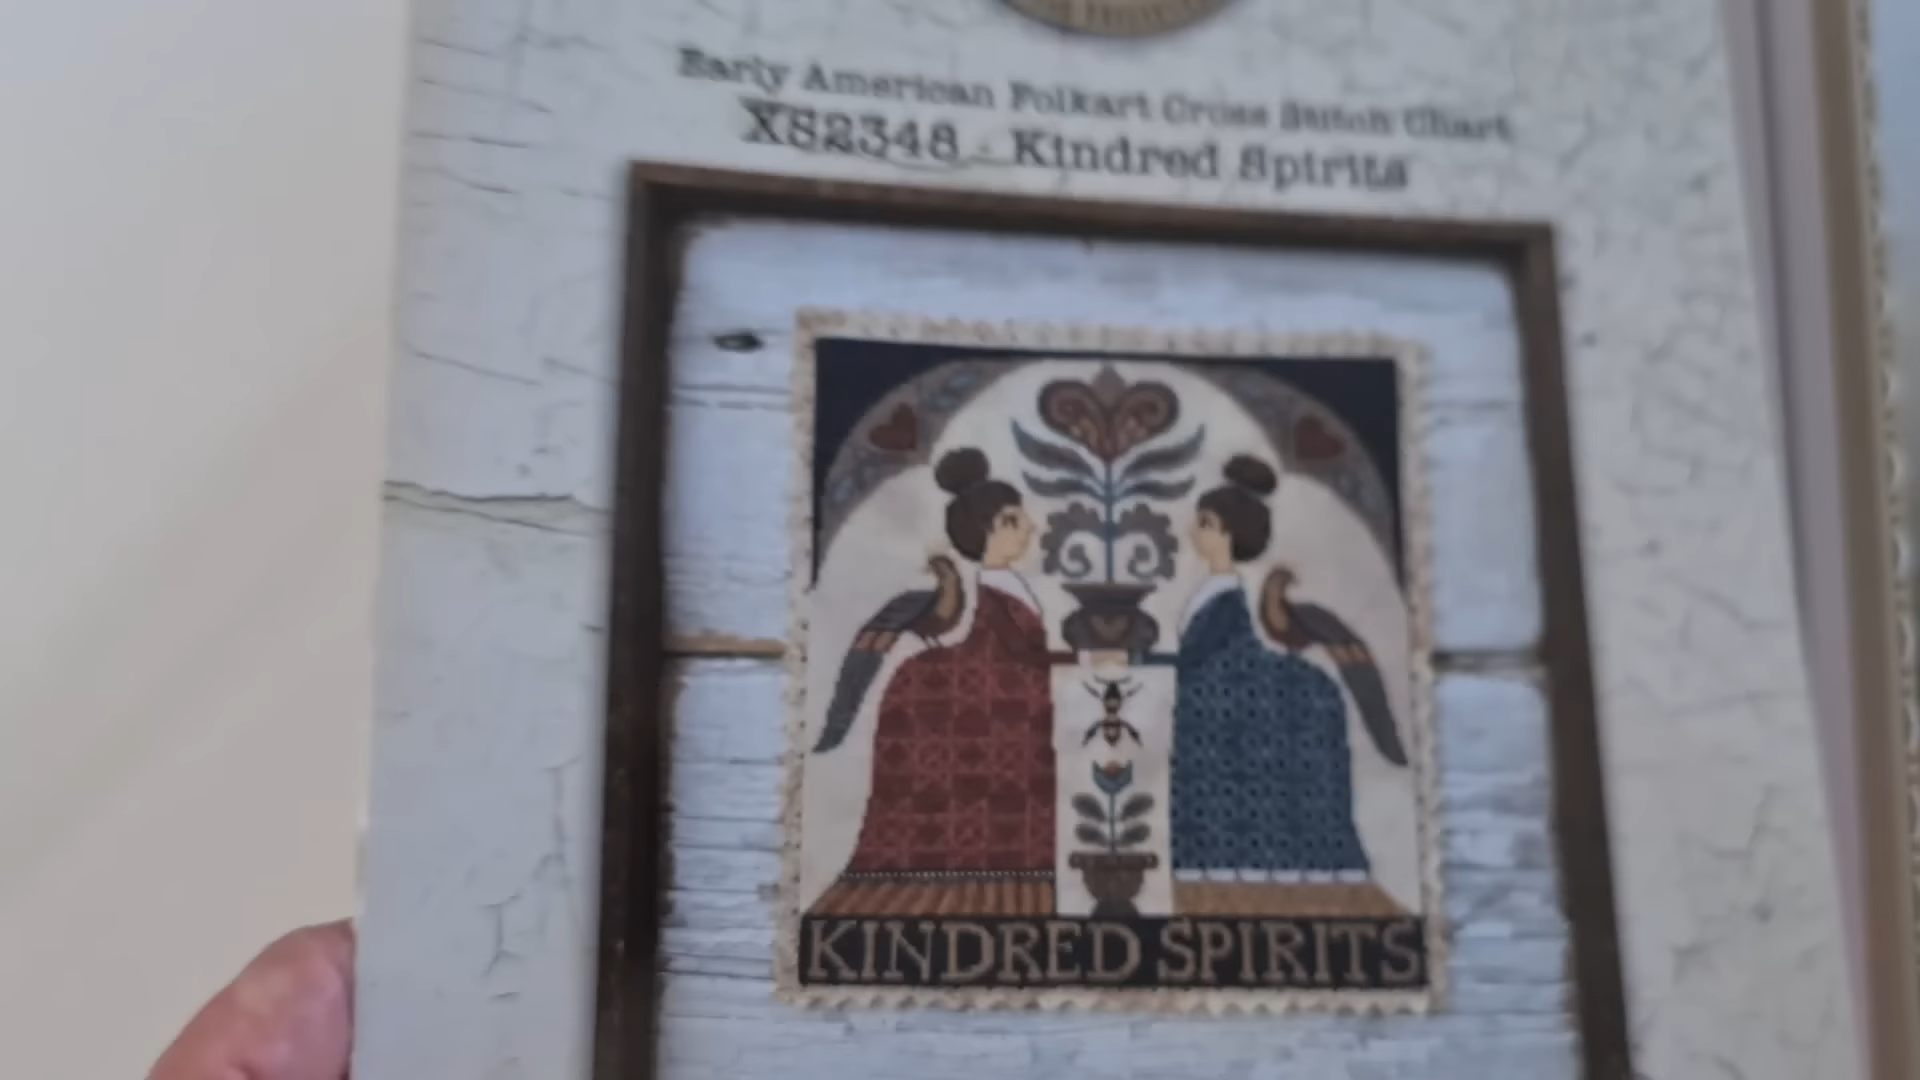 Early American Folkart Cross Stitch Chart
XS2348 - Kindred Spirits
KINDRED SPIRITS